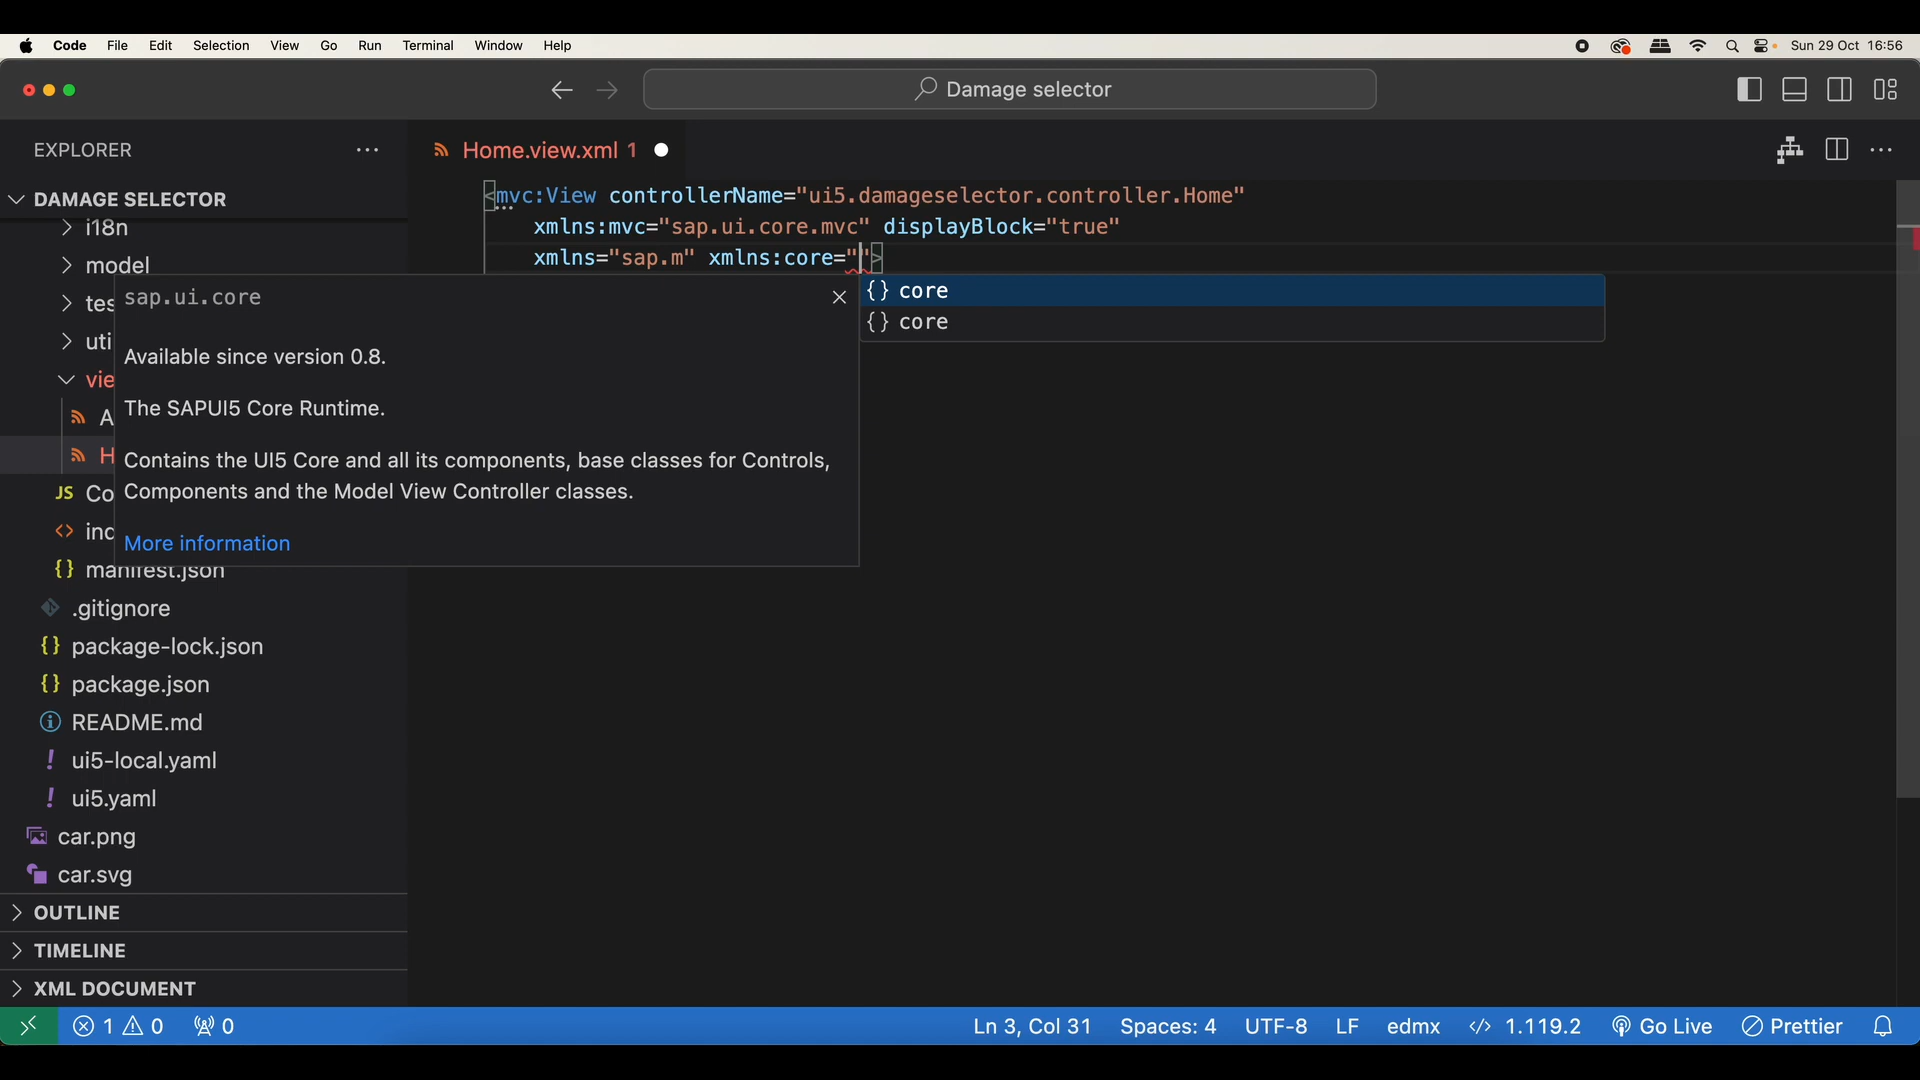 Code File Edit Selection View Go Run Terminal Window Help Sun 29 Oct 16:56
Damage selector
EXPLORER
Home.view.xml 1
DAMAGE SELECTOR
i18n
model
tes
uti
vie
A
H
Co
ind
manifest.json
.gitignore
package-lock.json
package.json
README.md
ui5-local.yaml
ui5.yaml
car.png
car.svg
OUTLINE
TIMELINE
XML DOCUMENT
<mvc:View controllerName="ui5.damageselector.controller.Home"
xmlns:mvc="sap.ui.core.mvc" displayBlock="true"
xmlns="sap.m" xmlns:core="">
core
core
sap.ui.core
Available since version 0.8.
The SAPUI5 Core Runtime.
Contains the UI5 Core and all its components, base classes for Controls,
Components and the Model View Controller classes.
More information
1 0 0 Ln 3, Col 31 Spaces: 4 UTF-8 LF edmx </> 1.119.2 Go Live Prettier